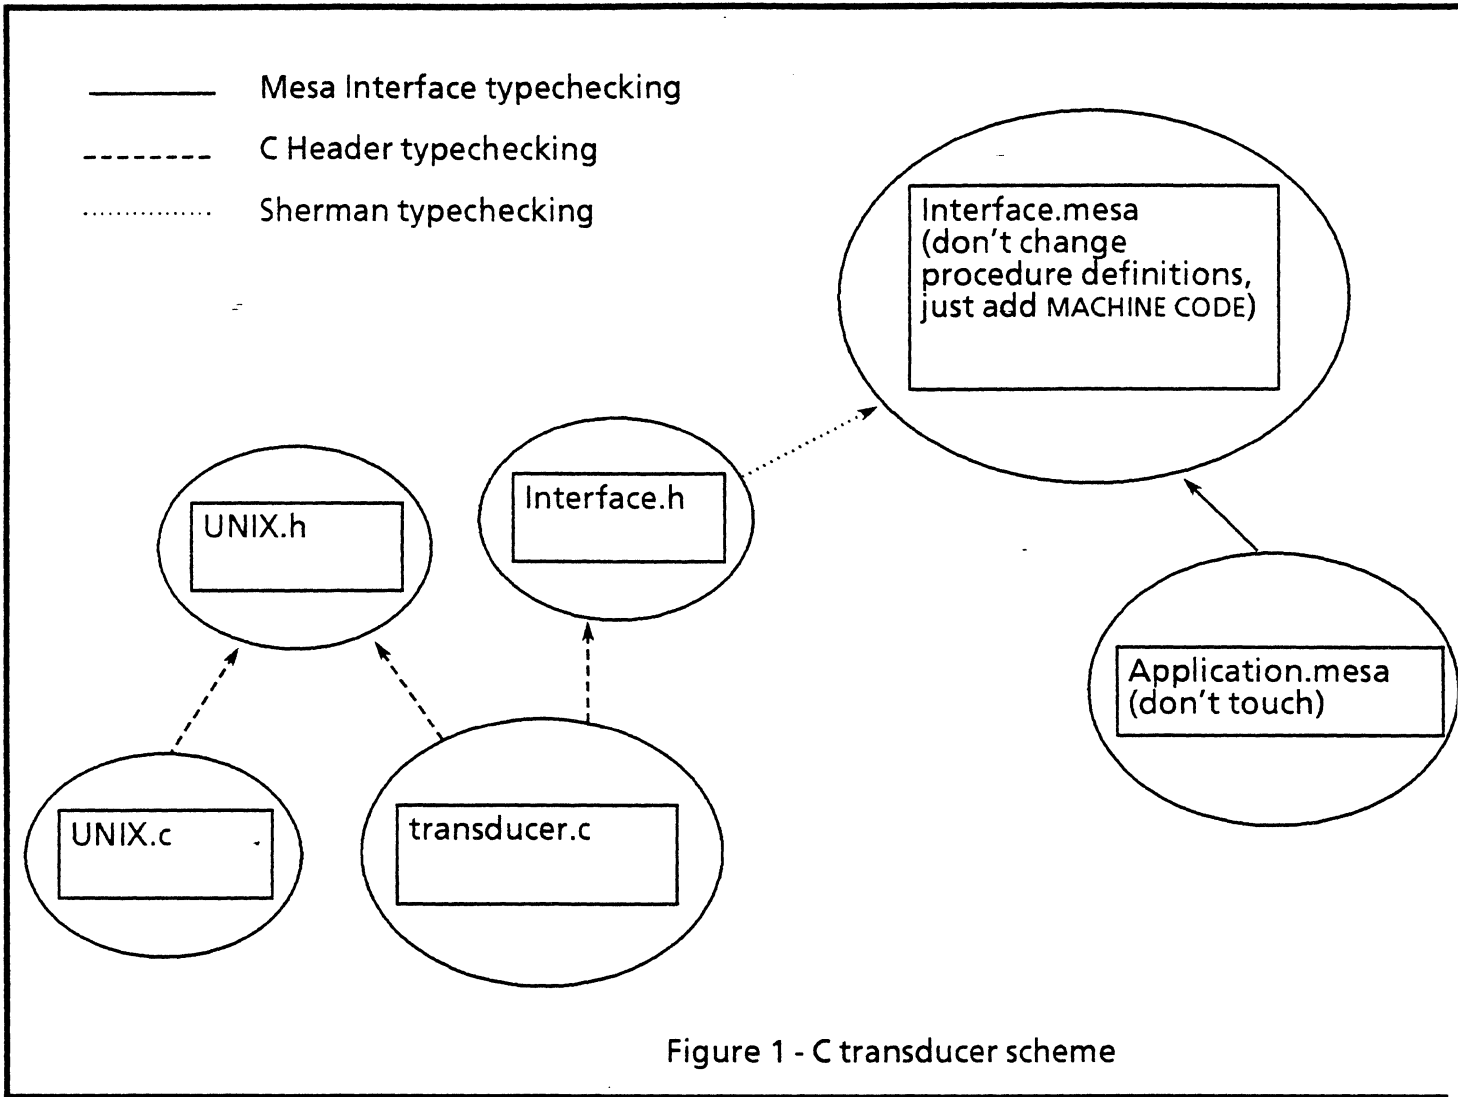 Mesa Interface typechecking
C Header typechecking
Sherman typechecking
Interface.mesa
(don't change
procedure definitions,
just add MACHINE CODE)
Interface.h
UNIX.h
Application.mesa
(don't touch)
UNIX.c
transducer.c
Figure 1 - C transducer scheme